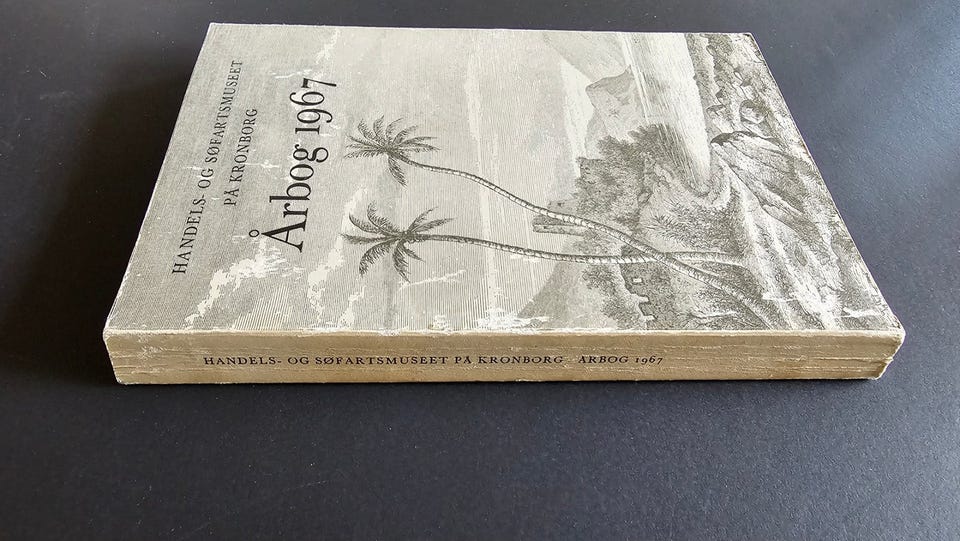 HANDELS- OG SØFARTSMUSEET
PÅ KRONBORG
Årbog 1967
HANDELS- OG SØFARTSMUSEET PÅ KRONBORG ÅRBOG 1967